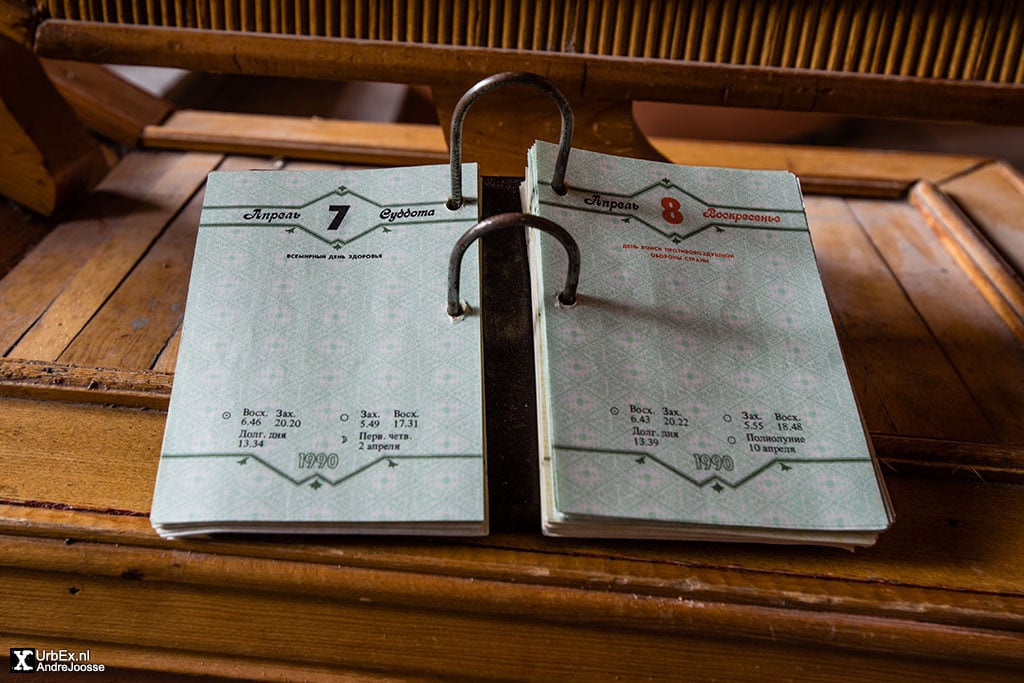 Апрель 7 Суббота
ВСЕМИРНЫЙ ДЕНЬ ЗДОРОВЬЯ
Восх. Зах.
6.46 20.20
Долг. дня
13.34
Зах. Восх.
5.49 17.31
Перв. четв.
2 апреля
1990
Апрель 8 Воскресенье
ДЕНЬ ВОЙСК ПРОТИВОВОЗДУШНОЙ
ОБОРОНЫ СТРАНЫ
Восх. Зах.
6.43 20.22
Долг. дня
13.39
Зах. Восх.
5.55 18.48
Полнолуние
10 апреля
1990
X UrbEx.nl
AndreJoosse